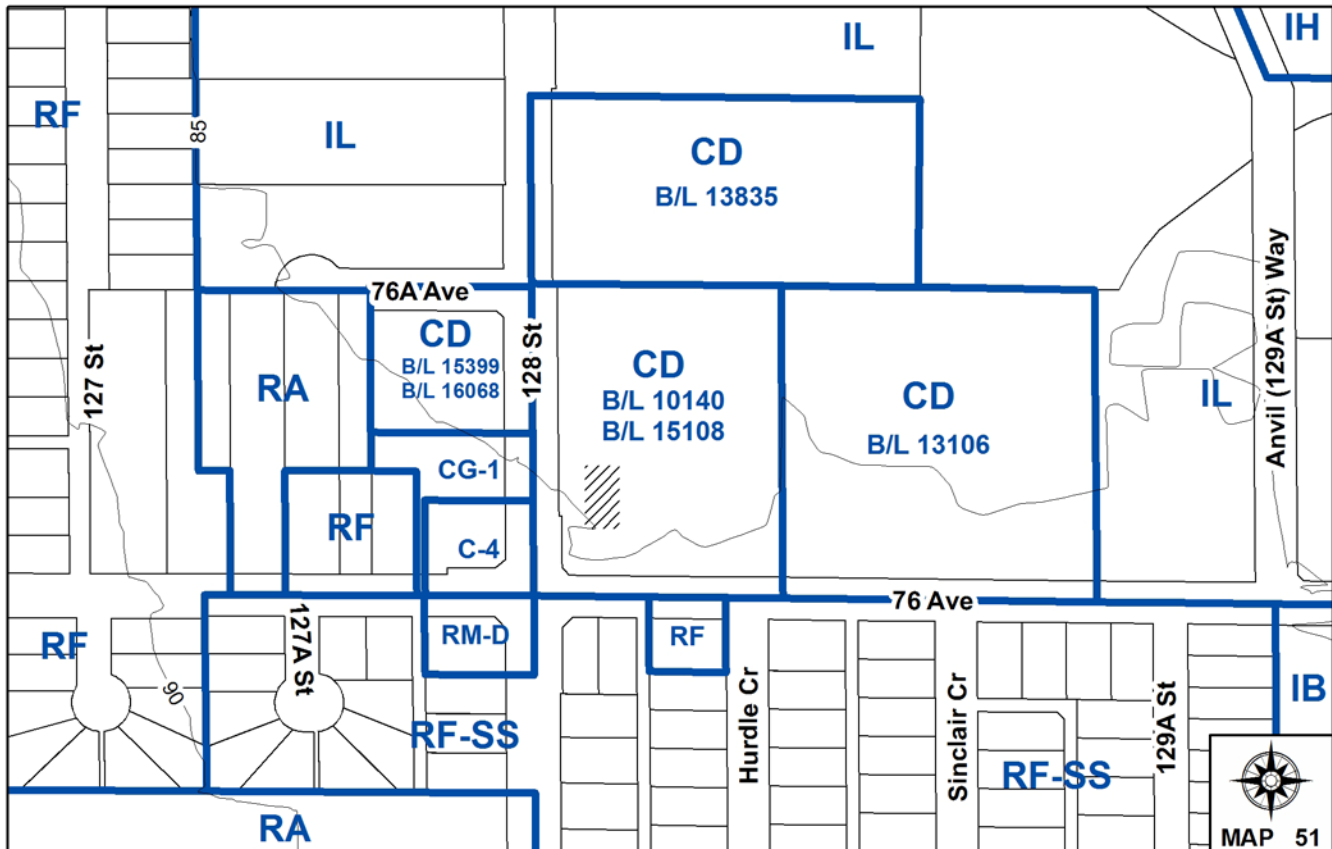 IH
IL
RF
85
IL
CD
B/L 13835
76A Ave
CD
B/L 15399
B/L 16068
128 St
127 St
RA
CD
B/L 10140
B/L 15108
CD
B/L 13106
IL
Anvil (129A St) Way
CG-1
RF
C-4
76 Ave
RF
127A St
RM-D
RF
90
RF-SS
Hurdle Cr
Sinclair Cr
RF-SS
129A St
IB
RA
MAP 51